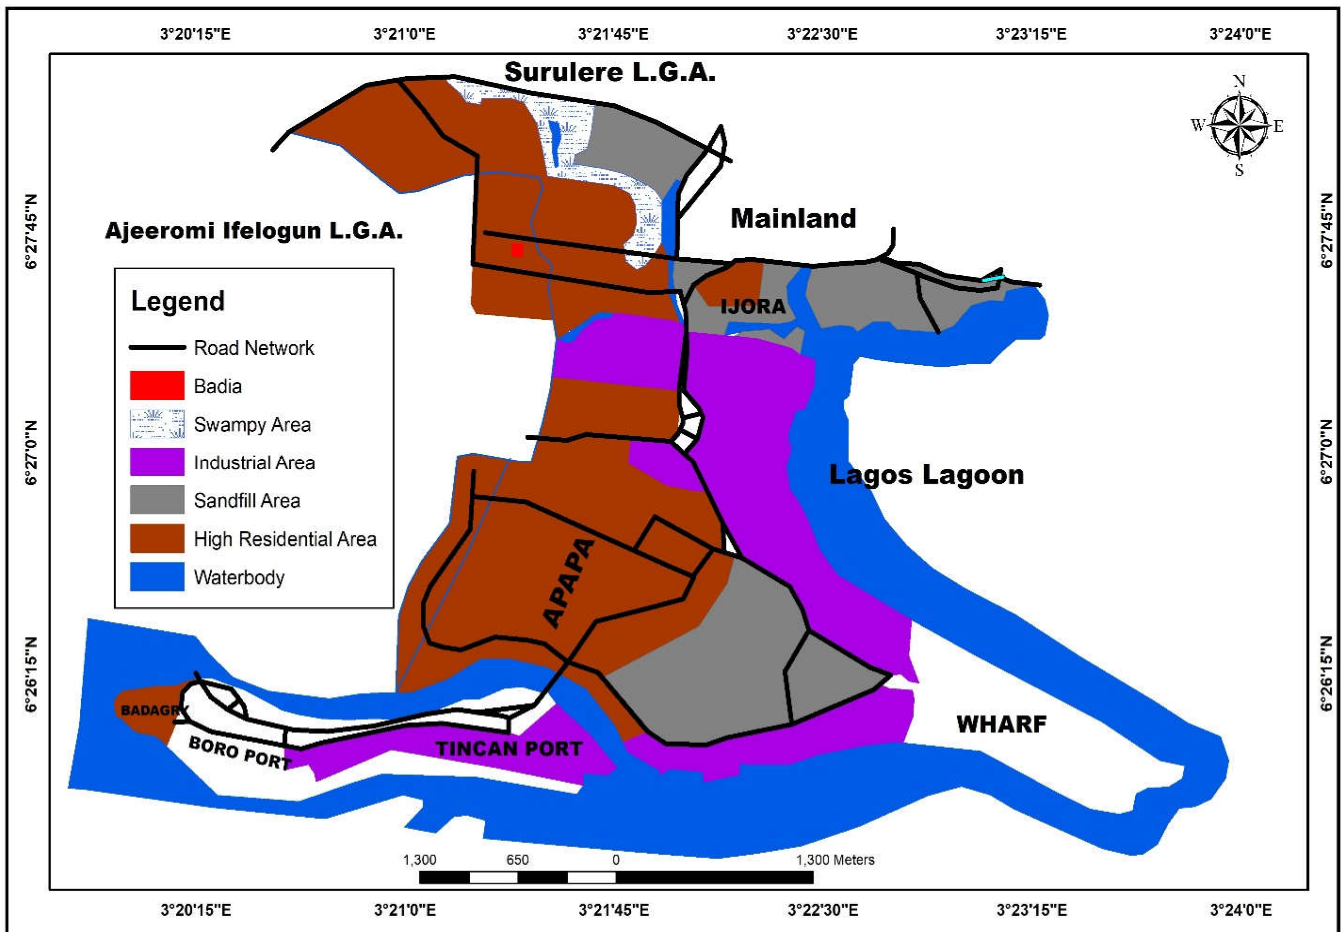 3°20'15"E 3°21'0"E 3°21'45"E 3°22'30"E 3°23'15"E 3°24'0"E
Surulere L.G.A.
N
W E
S
6°27'45"N
6°27'45"N
Mainland
Ajeeromi Ifelogun L.G.A.
Legend
Road Network
Badia
Swampy Area
Industrial Area
Sandfill Area
High Residential Area
Waterbody
IJORA
6°27'0"N
6°27'0"N
Lagos Lagoon
APAPA
6°26'15"N
6°26'15"N
BADAGRY
BORO PORT
TINCAN PORT
WHARF
1,300 650 0 1,300 Meters
3°20'15"E 3°21'0"E 3°21'45"E 3°22'30"E 3°23'15"E 3°24'0"E